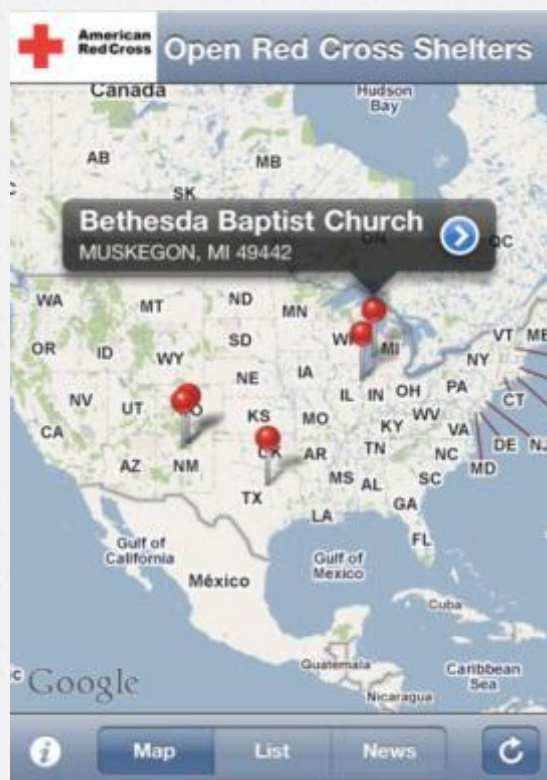 American
Red Cross
Open Red Cross Shelters
Canada
Hudson
Bay
AB
MB
SK
Bethesda Baptist Church
MUSKEGON, MI 49442
ON
QC
WA
MT
ND
MN
OR
ID
WY
SD
WI
MI
VT
NY
NE
IA
IL
IN
OH
PA
CT
NV
UT
CO
KS
MO
KY
WV
VA
DE
NJ
CA
AZ
NM
OK
AR
TN
NC
MD
TX
MS
AL
SC
GA
LA
FL
Gulf of
California
Gulf of
Mexico
México
Cuba
Guatemala
Caribbean
Sea
Nicaragua
Google
Map
List
News